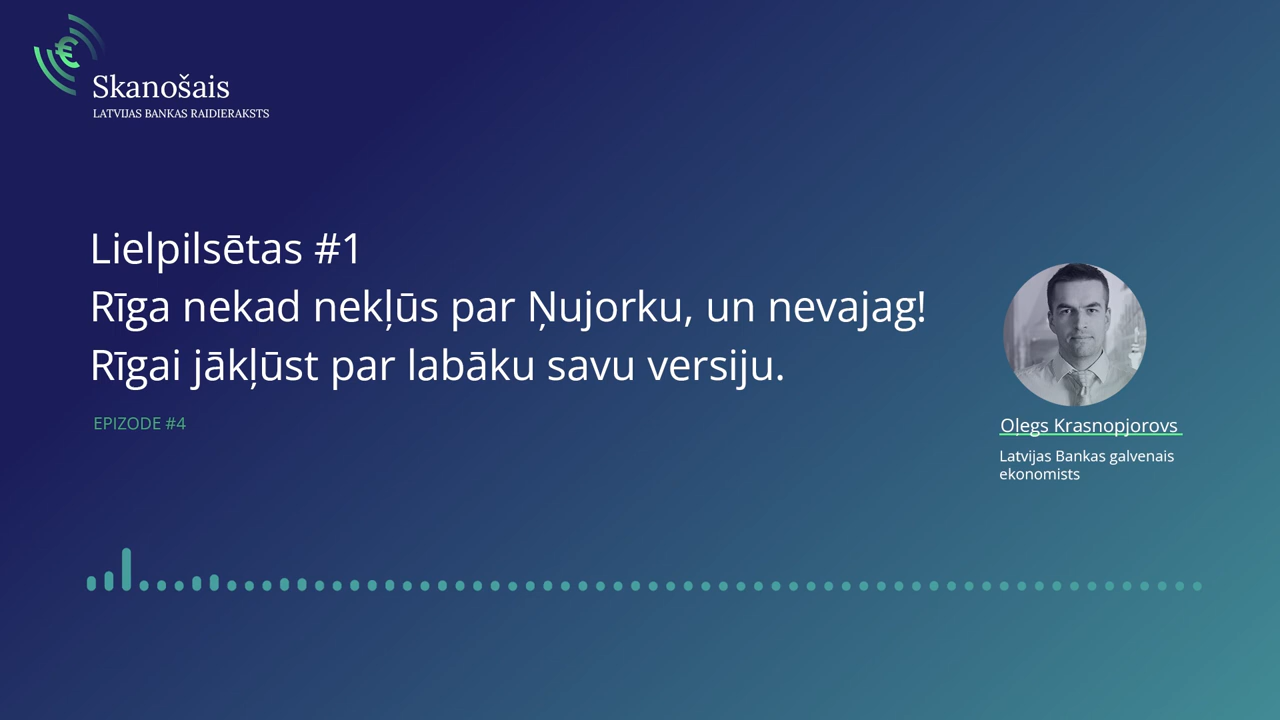 €
Skanošais
LATVIJAS BANKAS RAIDIERAKSTS
Lielpilsētas #1
Rīga nekad nekļūs par Ņujorku, un nevajag!
Rīgai jākļūst par labāku savu versiju.
EPIZODE #4
Oļegs Krasnopjorovs
Latvijas Bankas galvenais
ekonomists